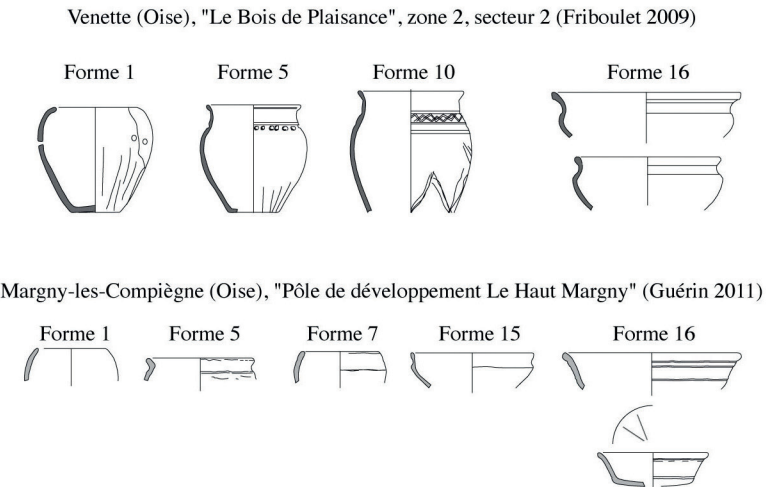 Venette (Oise), "Le Bois de Plaisance", zone 2, secteur 2 (Friboulet 2009)
Forme 1 Forme 5 Forme 10 Forme 16
Margny-les-Compiègne (Oise), "Pôle de développement Le Haut Margny" (Guérin 2011)
Forme 1 Forme 5 Forme 7 Forme 15 Forme 16